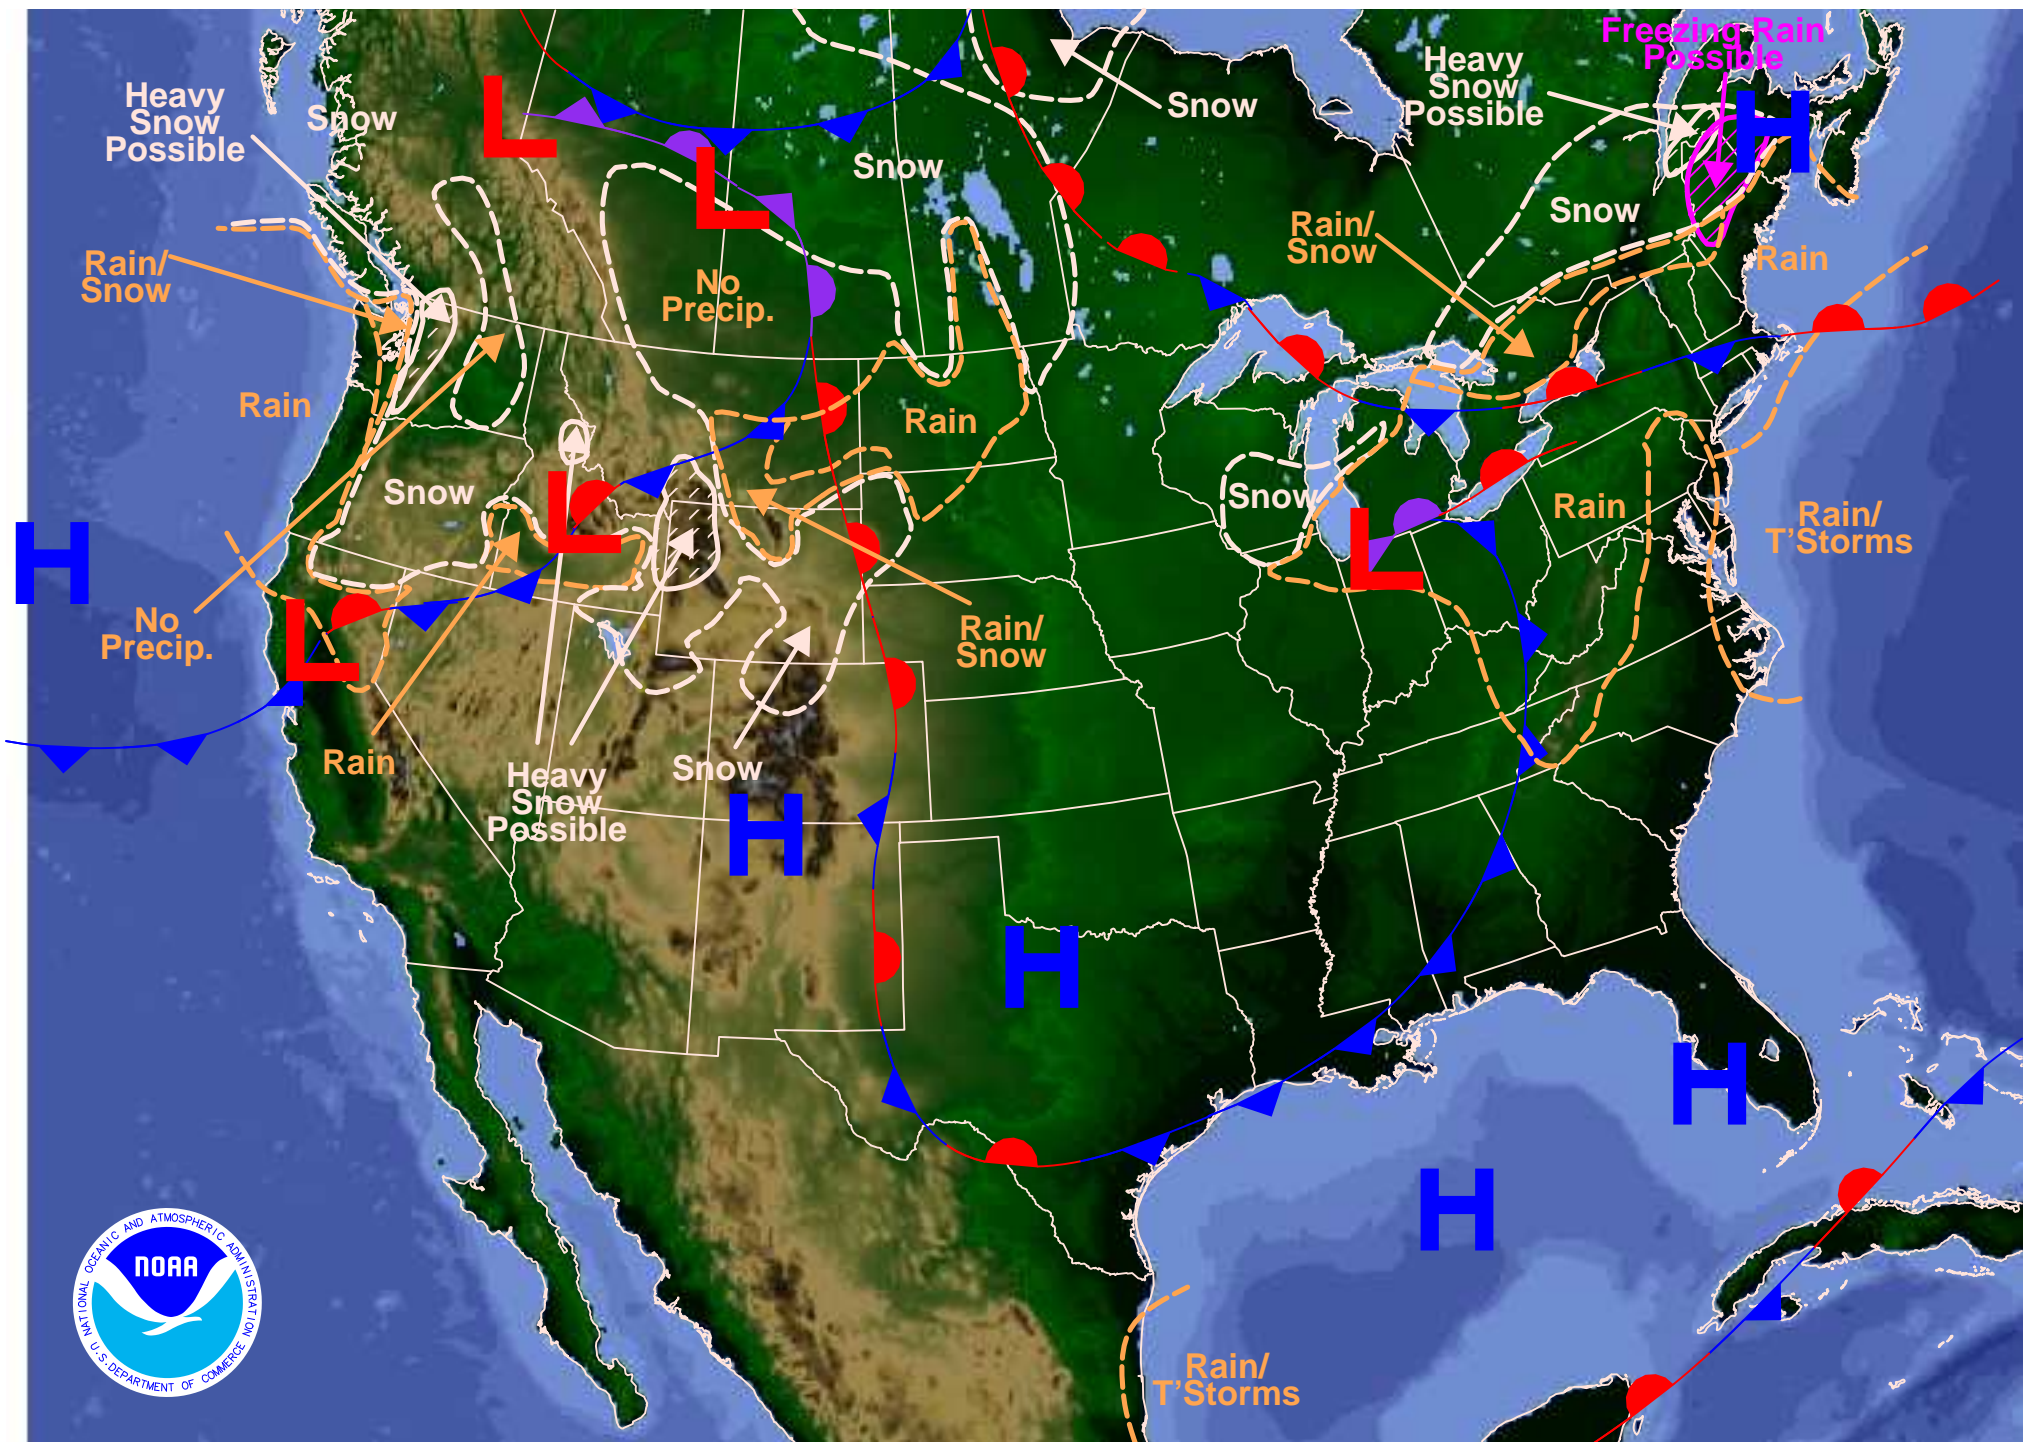 Freezing Rain
Possible
Heavy
Snow
Possible
Snow
Snow
Heavy
Snow
Possible
Snow
Snow
Rain/
Snow
Rain/
Snow
Rain
No
Precip.
Rain
Rain
Snow
Snow
Rain
Rain/
T'Storms
No
Precip.
Rain/
Snow
Rain
Heavy
Snow
Possible
Snow
Rain/
T'Storms
L
L
L
L
L
H
H
H
H
H
H
NATIONAL OCEANIC AND ATMOSPHERIC ADMINISTRATION
NOAA
U.S. DEPARTMENT OF COMMERCE